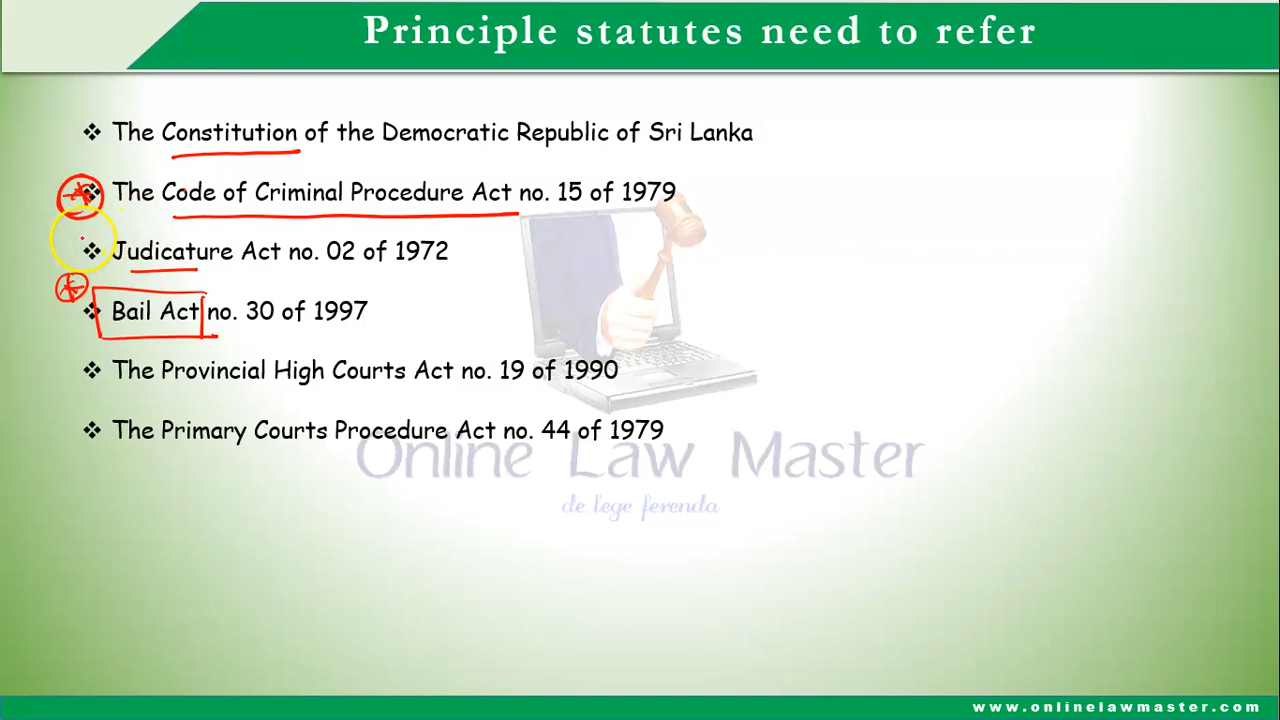 Principle statutes need to refer
❖ The Constitution of the Democratic Republic of Sri Lanka
❖ The Code of Criminal Procedure Act no. 15 of 1979
❖ Judicature Act no. 02 of 1972
❖ Bail Act no. 30 of 1997
❖ The Provincial High Courts Act no. 19 of 1990
❖ The Primary Courts Procedure Act no. 44 of 1979
Online Law Master
de lege ferenda
www.onlinelawmaster.com